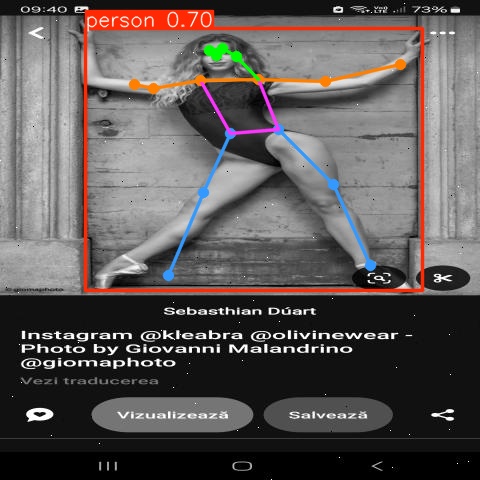 09:40
73%
person 0.70
©giomaphoto
Sebasthian Dúart
Instagram @kleabra @olivinewear -
Photo by Giovanni Malandrino
@giomaphoto
Vezi traducerea
Vizualizează
Salvează